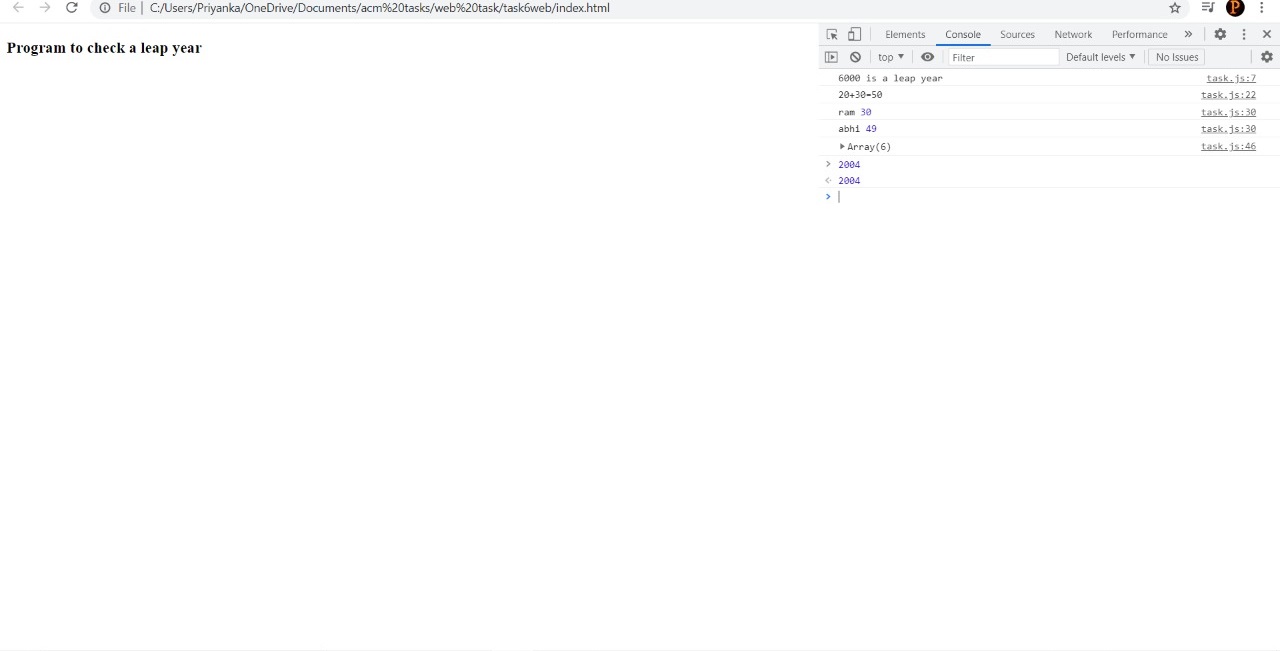 File | C:/Users/Priyanka/OneDrive/Documents/acm%20tasks/web%20task/task6web/index.html P
Program to check a leap year
Elements Console Sources Network Performance »
top ▼ Filter Default levels ▼ No Issues
6000 is a leap year task.js:7
20+30=50 task.js:22
ram 30 task.js:30
abhi 49 task.js:30
▶Array(6) task.js:46
> 2004
< 2004
>